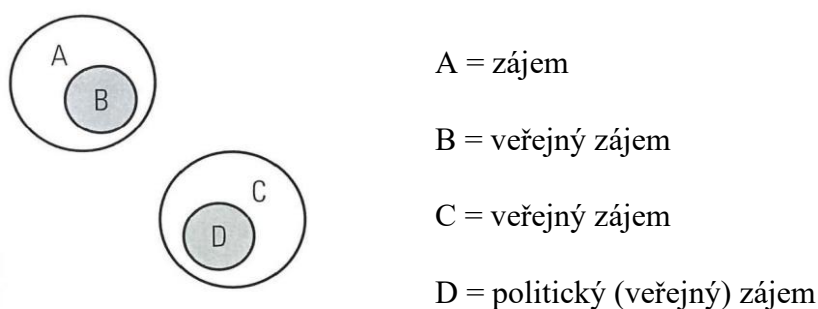 A
B
C
D
A = zájem
B = veřejný zájem
C = veřejný zájem
D = politický (veřejný) zájem